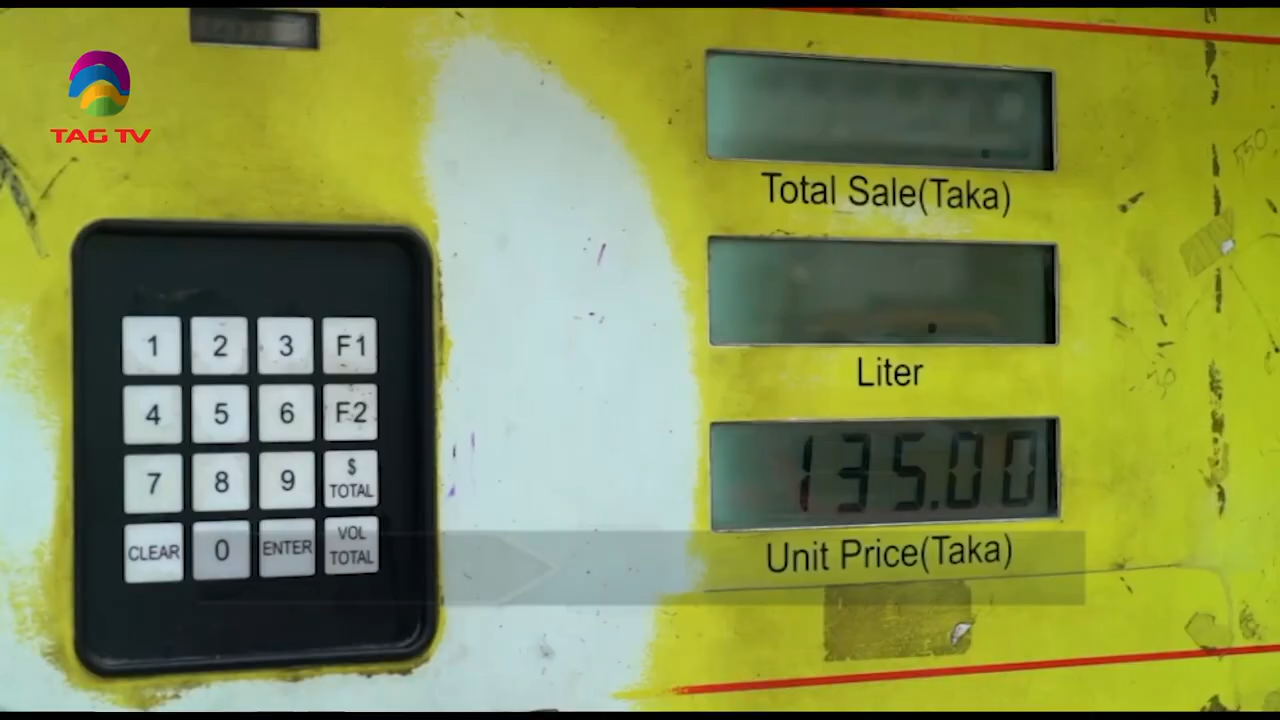 TAG TV
Total Sale(Taka)
Liter
135.00
Unit Price(Taka)
1 2 3 F1
4 5 6 F2
7 8 9 $ TOTAL
CLEAR 0 ENTER VOL TOTAL
550